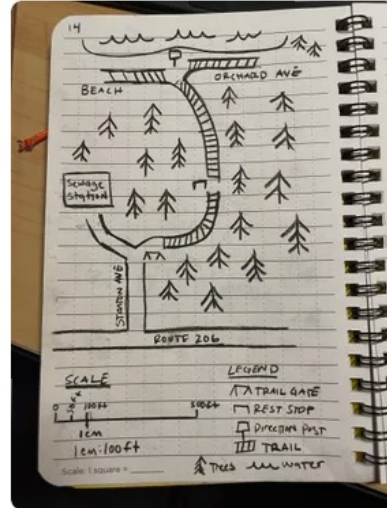 14
ORCHARD AVE
BEACH
Sewage
Station
STANTON AVE
ROUTE 206
SCALE
0
100ft
500ft
1cm
1cm:100ft
Scale: 1 square =
LEGEND
TRAIL GATE
REST STOP
DIRECTION POST
TRAIL
Trees
WATER